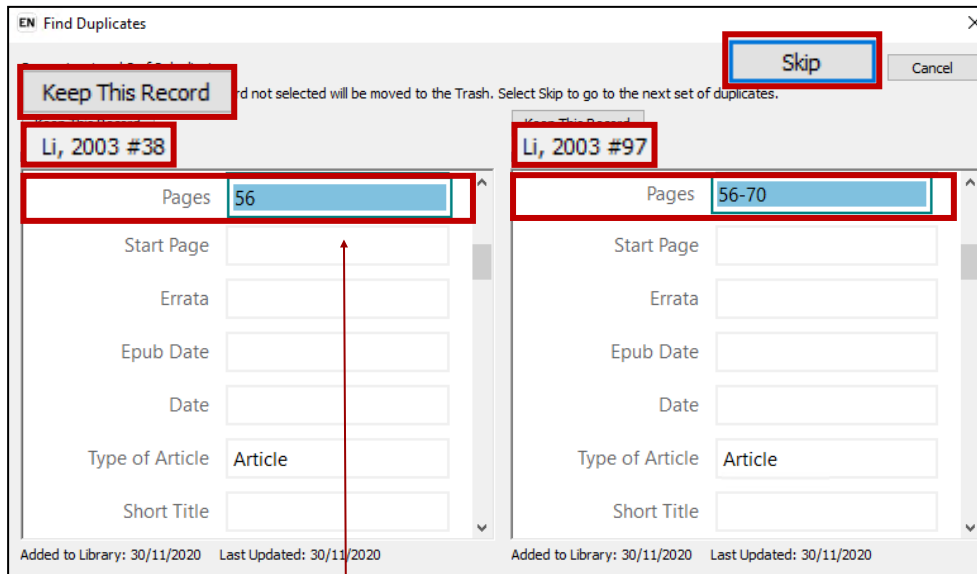 EN Find Duplicates
Skip
Cancel
Keep This Record
rd not selected will be moved to the Trash. Select Skip to go to the next set of duplicates.
Li, 2003 #38
Li, 2003 #97
Pages 56
Pages 56-70
Start Page
Start Page
Errata
Errata
Epub Date
Epub Date
Date
Date
Type of Article Article
Type of Article Article
Short Title
Short Title
Added to Library: 30/11/2020 Last Updated: 30/11/2020
Added to Library: 30/11/2020 Last Updated: 30/11/2020